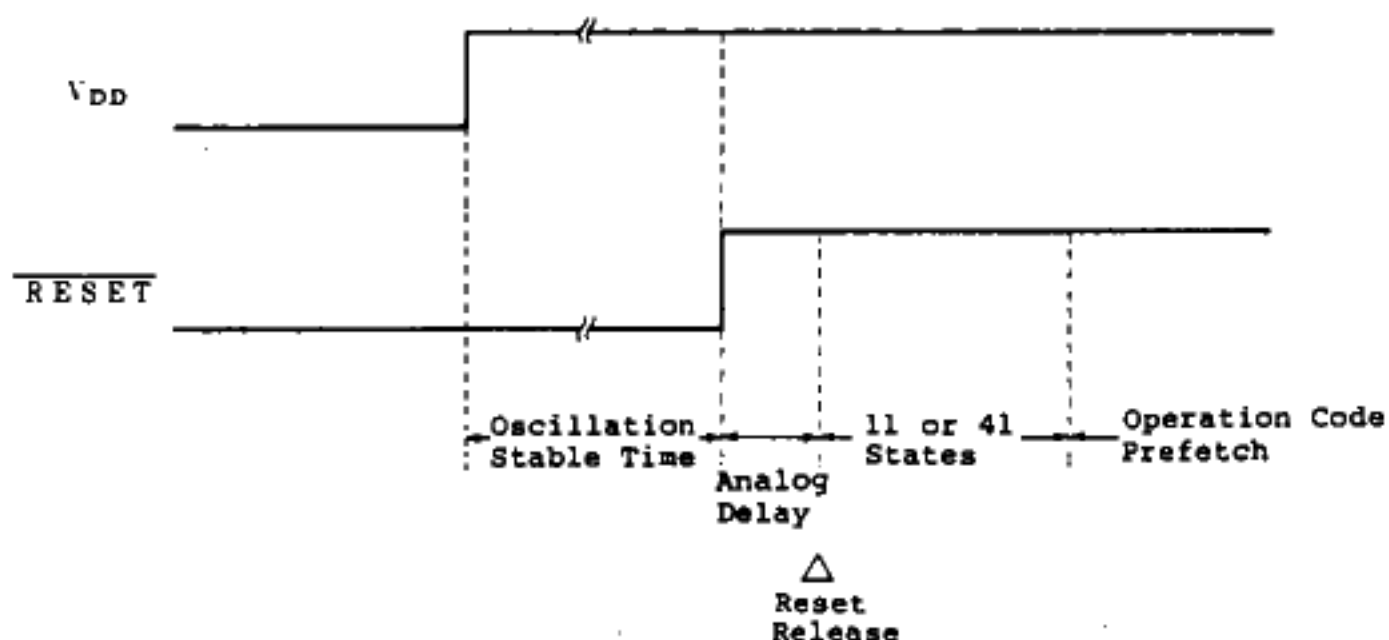 VDD
RESET
Oscillation
Stable Time
Analog
Delay
11 or 41
States
Operation Code
Prefetch
Reset
Release